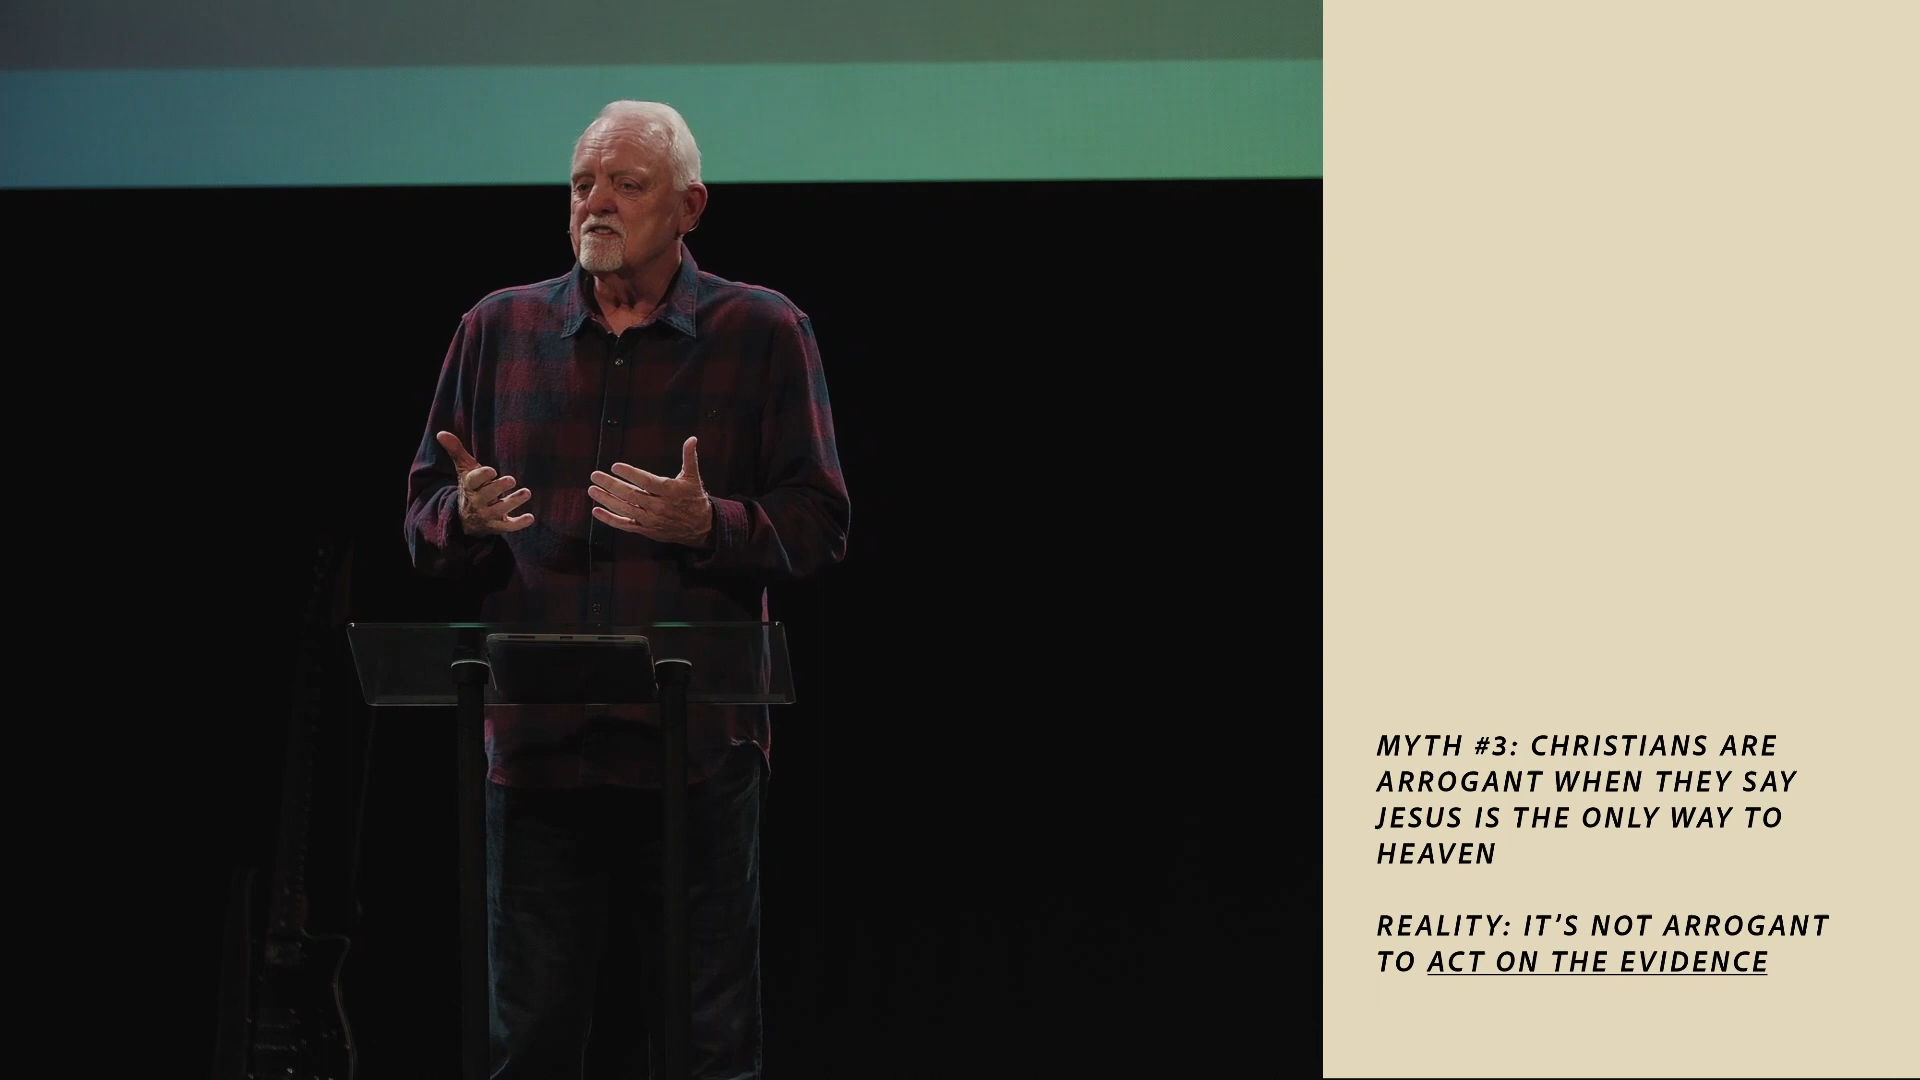 MYTH #3: CHRISTIANS ARE
ARROGANT WHEN THEY SAY
JESUS IS THE ONLY WAY TO
HEAVEN
REALITY: IT’S NOT ARROGANT
TO ACT ON THE EVIDENCE